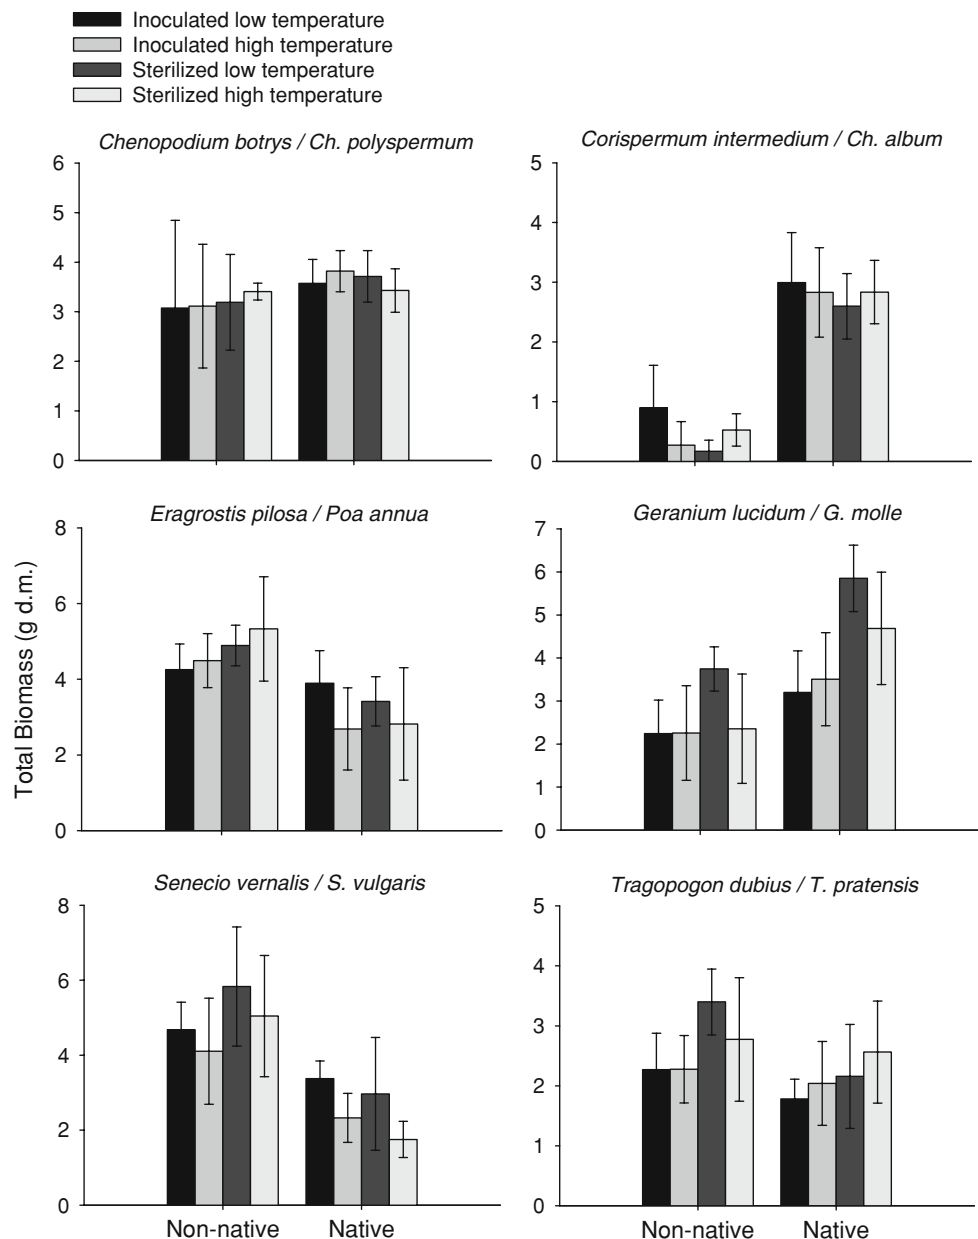 Inoculated low temperature
Inoculated high temperature
Sterilized low temperature
Sterilized high temperature
Chenopodium botrys / Ch. polyspermum
6
5
4
3
2
1
0
Corispermum intermedium / Ch. album
5
4
3
2
1
0
Total Biomass (g d.m.)
Eragrostis pilosa / Poa annua
8
6
4
2
0
Geranium lucidum / G. molle
7
6
5
4
3
2
1
0
Senecio vernalis / S. vulgaris
8
6
4
2
0
Non-native Native
Tragopogon dubius / T. pratensis
5
4
3
2
1
0
Non-native Native